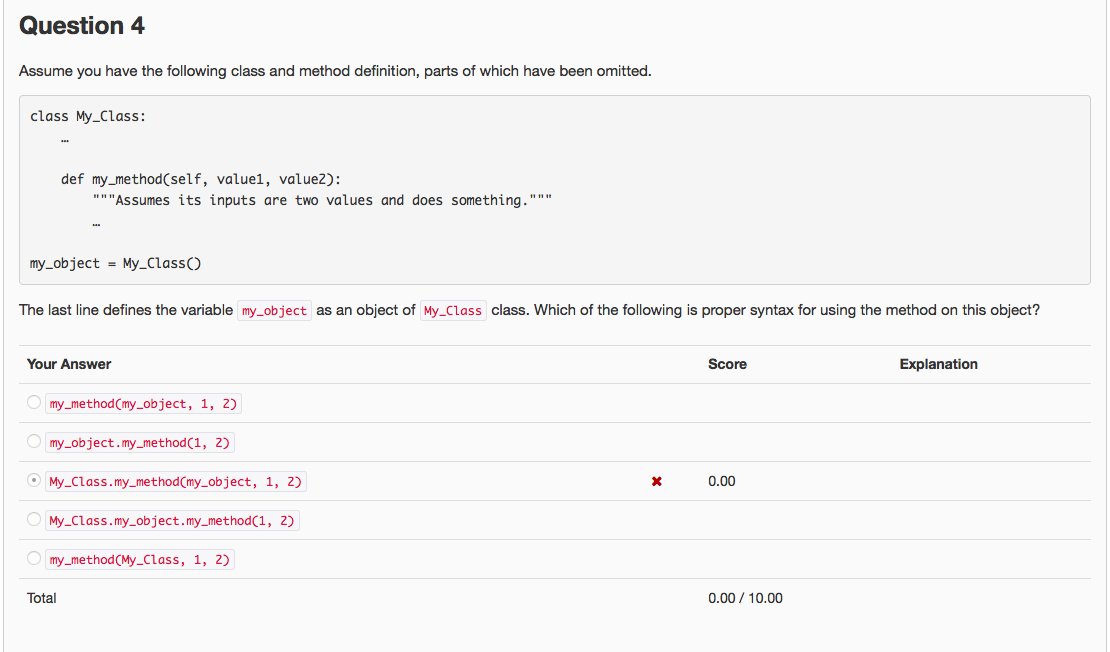 Question 4
Assume you have the following class and method definition, parts of which have been omitted.
class My_Class:
…
def my_method(self, value1, value2):
"""Assumes its inputs are two values and does something."""
…
my_object = My_Class()
The last line defines the variable my_object as an object of My_Class class. Which of the following is proper syntax for using the method on this object?
Your Answer Score Explanation
my_method(my_object, 1, 2)
my_object.my_method(1, 2)
My_Class.my_method(my_object, 1, 2) ✖ 0.00
My_Class.my_object.my_method(1, 2)
my_method(My_Class, 1, 2)
Total 0.00 / 10.00